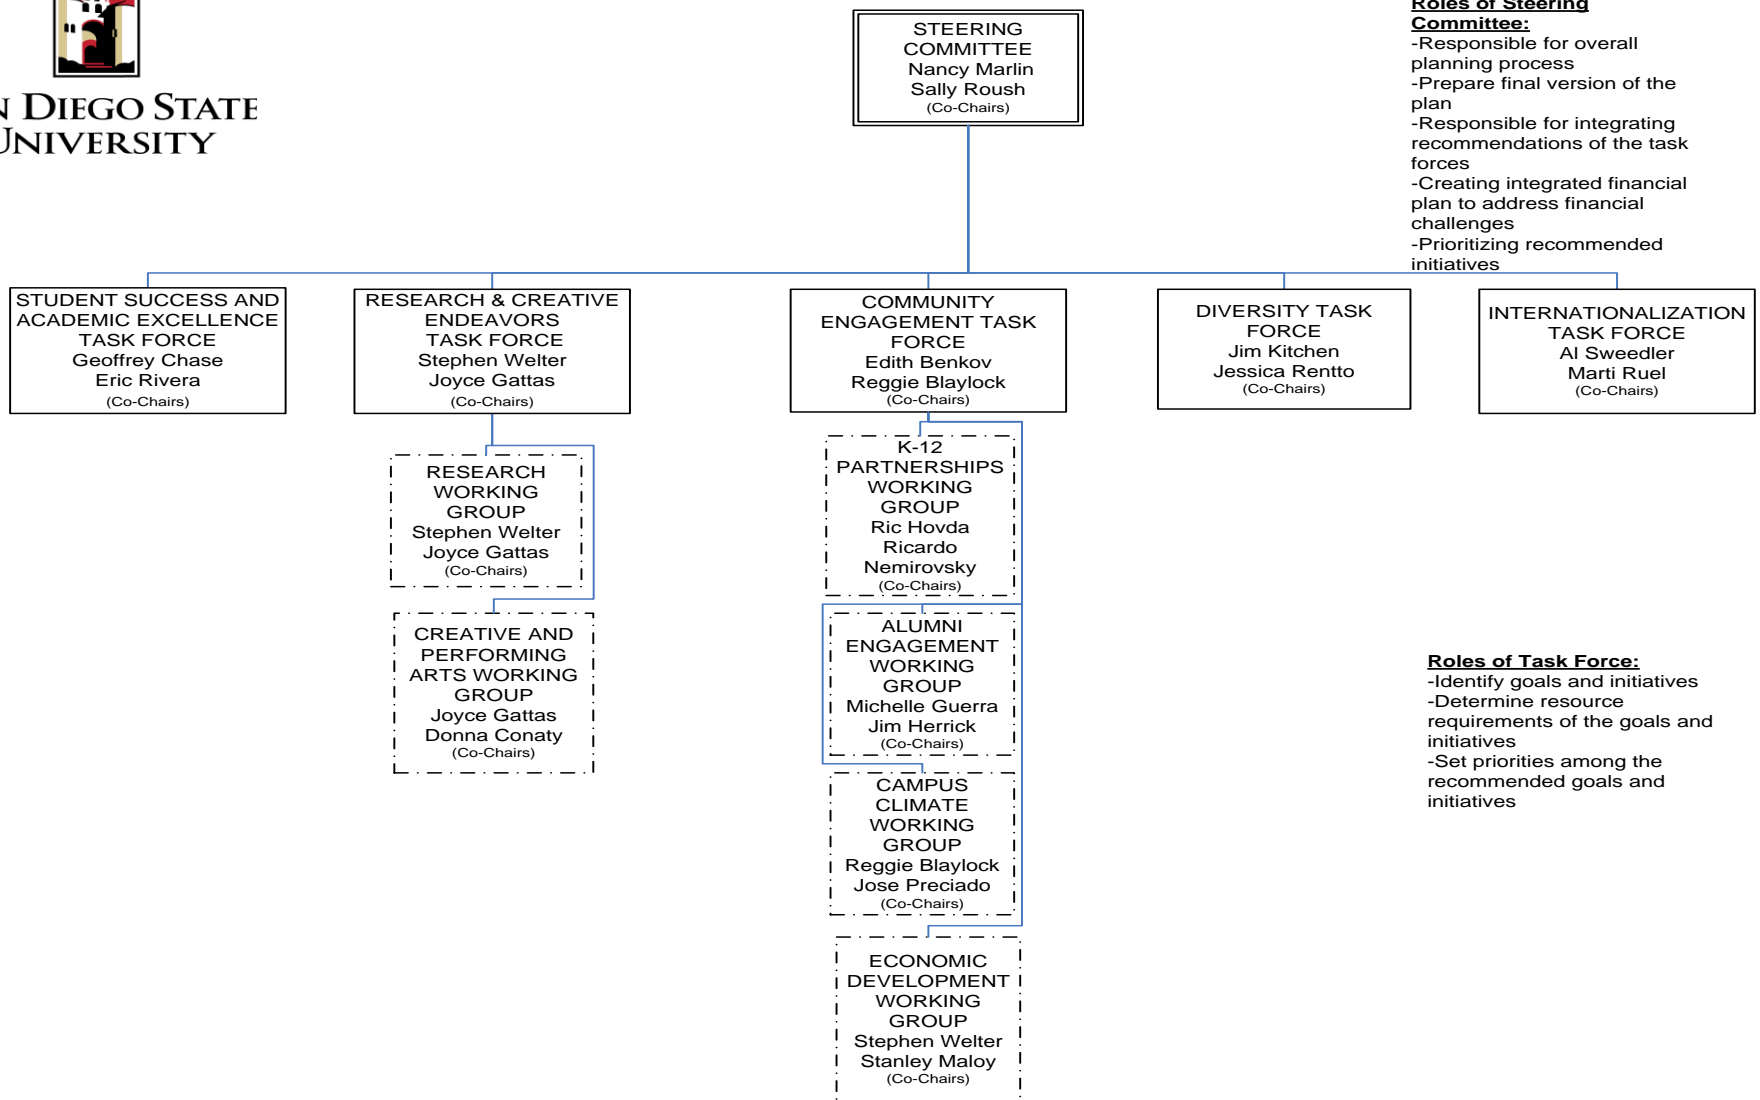 N DIEGO STATE
UNIVERSITY
STEERING
COMMITTEE
Nancy Marlin
Sally Roush
(Co-Chairs)
Roles of Steering
Committee:
-Responsible for overall
planning process
-Prepare final version of the
plan
-Responsible for integrating
recommendations of the task
forces
-Creating integrated financial
plan to address financial
challenges
-Prioritizing recommended
initiatives
STUDENT SUCCESS AND
ACADEMIC EXCELLENCE
TASK FORCE
Geoffrey Chase
Eric Rivera
(Co-Chairs)
RESEARCH & CREATIVE
ENDEAVORS
TASK FORCE
Stephen Welter
Joyce Gattas
(Co-Chairs)
COMMUNITY
ENGAGEMENT TASK
FORCE
Edith Benkov
Reggie Blaylock
(Co-Chairs)
DIVERSITY TASK
FORCE
Jim Kitchen
Jessica Rentto
(Co-Chairs)
INTERNATIONALIZATION
TASK FORCE
Al Sweedler
Marti Ruel
(Co-Chairs)
RESEARCH
WORKING
GROUP
Stephen Welter
Joyce Gattas
(Co-Chairs)
CREATIVE AND
PERFORMING
ARTS WORKING
GROUP
Joyce Gattas
Donna Conaty
(Co-Chairs)
K-12
PARTNERSHIPS
WORKING
GROUP
Ric Hovda
Ricardo
Nemirovsky
(Co-Chairs)
ALUMNI
ENGAGEMENT
WORKING
GROUP
Michelle Guerra
Jim Herrick
(Co-Chairs)
CAMPUS
CLIMATE
WORKING
GROUP
Reggie Blaylock
Jose Preciado
(Co-Chairs)
ECONOMIC
DEVELOPMENT
WORKING
GROUP
Stephen Welter
Stanley Maloy
(Co-Chairs)
Roles of Task Force:
-Identify goals and initiatives
-Determine resource
requirements of the goals and
initiatives
-Set priorities among the
recommended goals and
initiatives